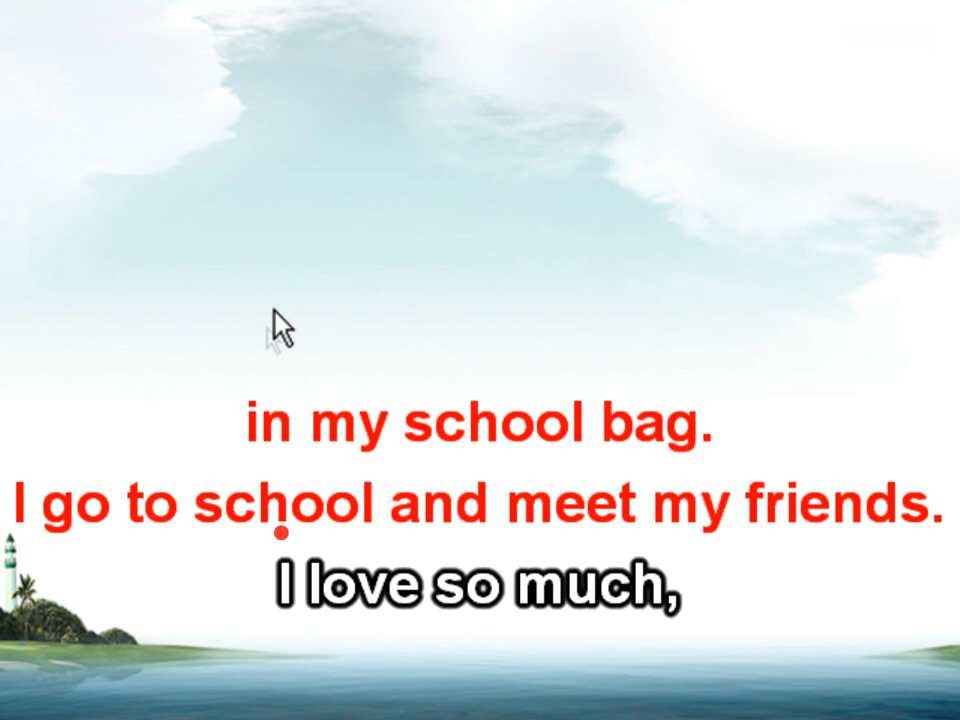 in my school bag.
I go to school and meet my friends.
I love so much,